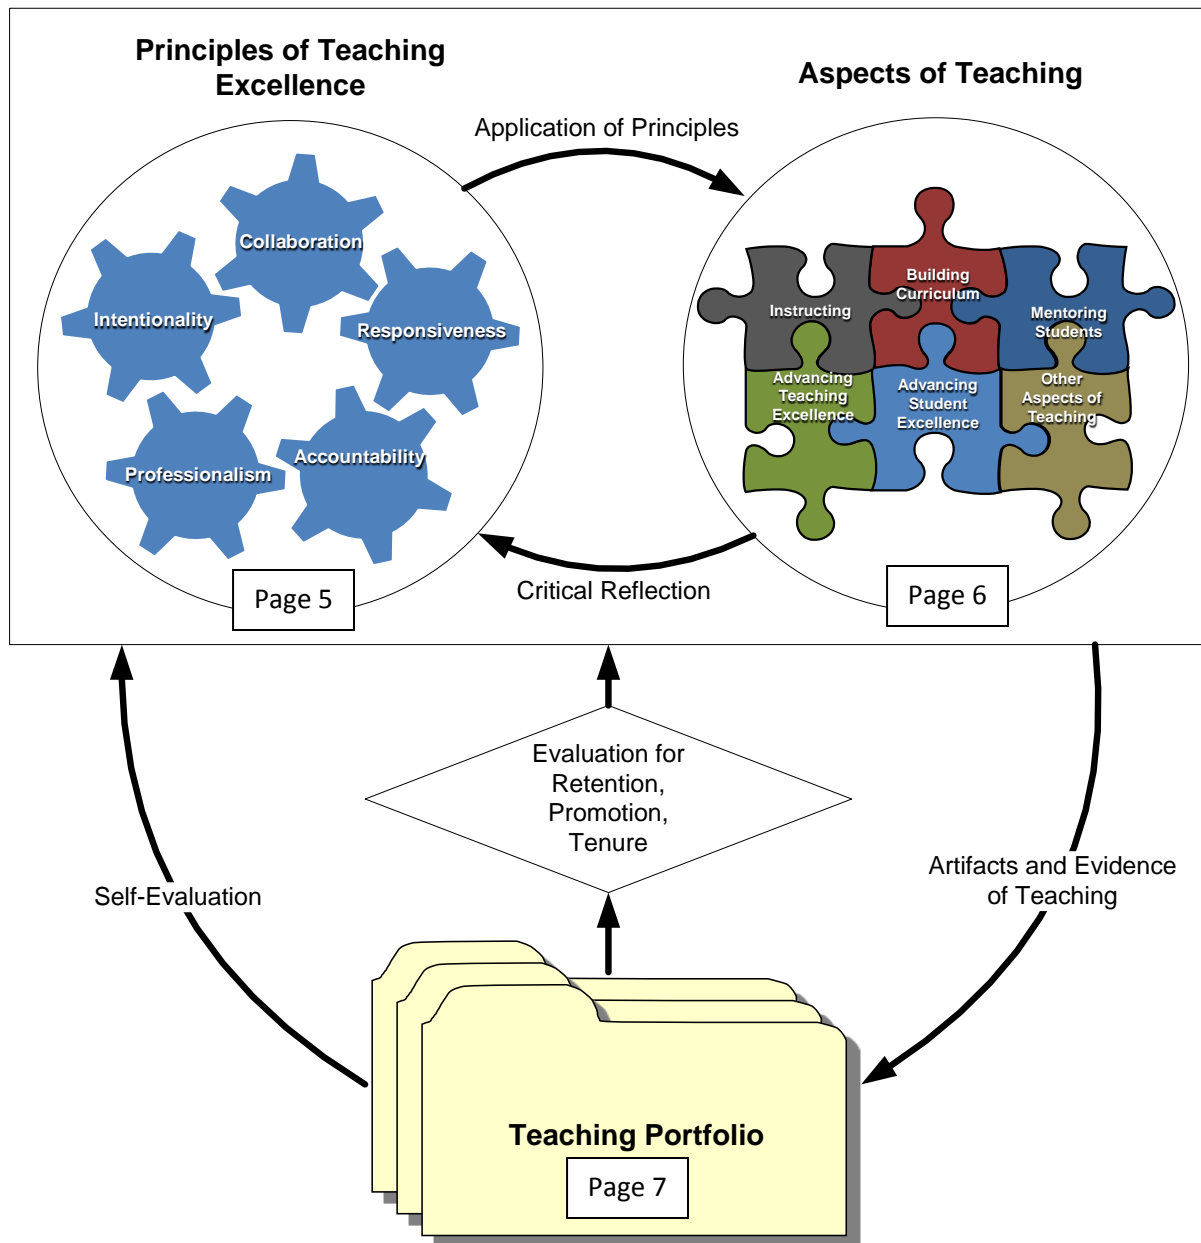 Principles of Teaching
Excellence
Aspects of Teaching
Application of Principles
Collaboration
Intentionality
Responsiveness
Professionalism
Accountability
Page 5
Building
Curriculum
Instructing
Mentoring
Students
Advancing
Teaching
Excellence
Advancing
Student
Excellence
Other
Aspects of
Teaching
Page 6
Critical Reflection
Evaluation for
Retention,
Promotion,
Tenure
Self-Evaluation
Artifacts and Evidence
of Teaching
Teaching Portfolio
Page 7